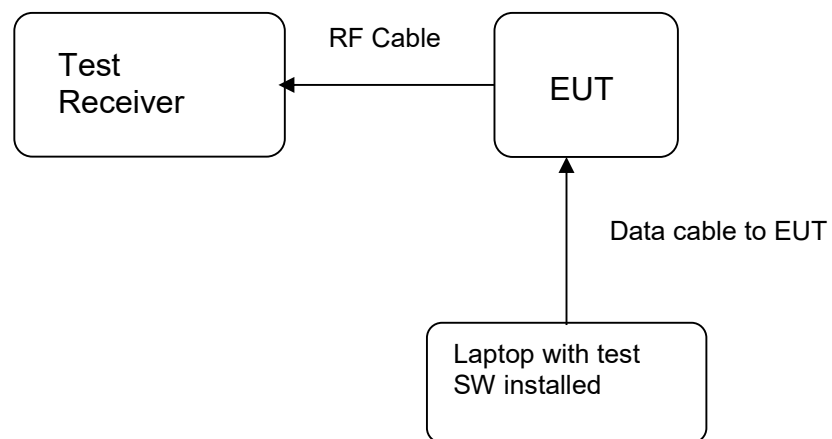 RF Cable
Test
Receiver
EUT
Data cable to EUT
Laptop with test
SW installed